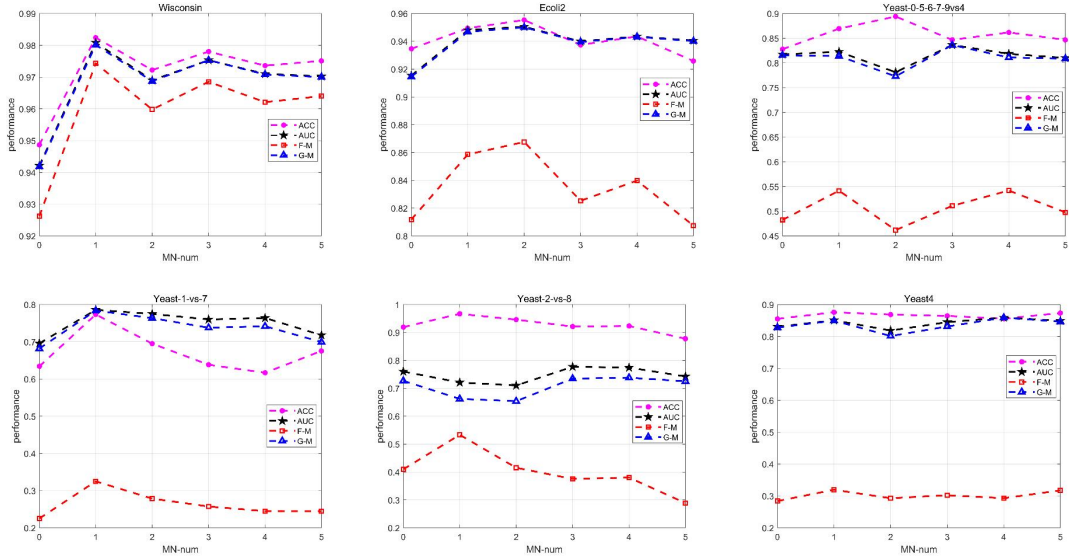 Wisconsin
0.99
0.98
0.97
0.96
0.95
0.94
0.93
0.92
performance
0 1 2 3 4 5
MN-num
ACC
AUC
F-M
G-M
Ecoli2
0.96
0.94
0.92
0.9
0.88
0.86
0.84
0.82
0.8
performance
0 1 2 3 4 5
MN-num
ACC
AUC
F-M
G-M
Yeast-0-5-6-7-9vs4
0.9
0.85
0.8
0.75
0.7
0.65
0.6
0.55
0.5
0.45
performance
0 1 2 3 4 5
MN-num
ACC
AUC
F-M
G-M
Yeast-1-vs-7
0.8
0.7
0.6
0.5
0.4
0.3
0.2
performance
0 1 2 3 4 5
MN-num
ACC
AUC
F-M
G-M
Yeast-2-vs-8
1
0.9
0.8
0.7
0.6
0.5
0.4
0.3
0.2
performance
0 1 2 3 4 5
MN-num
ACC
AUC
F-M
G-M
Yeast4
0.9
0.8
0.7
0.6
0.5
0.4
0.3
0.2
performance
0 1 2 3 4 5
MN-num
ACC
AUC
F-M
G-M